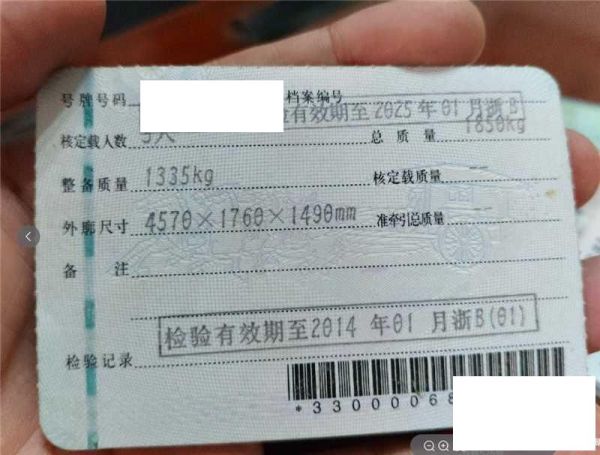 号牌号码 档案编号
检验有效期至2025年01月浙B
核定载人数 5人 总质量 1850kg
整备质量 1335kg 核定载质量
外廓尺寸 4570×1760×1490mm 准牵引总质量
备注
检验有效期至2014年01月浙B(01)
检验记录
*3300006